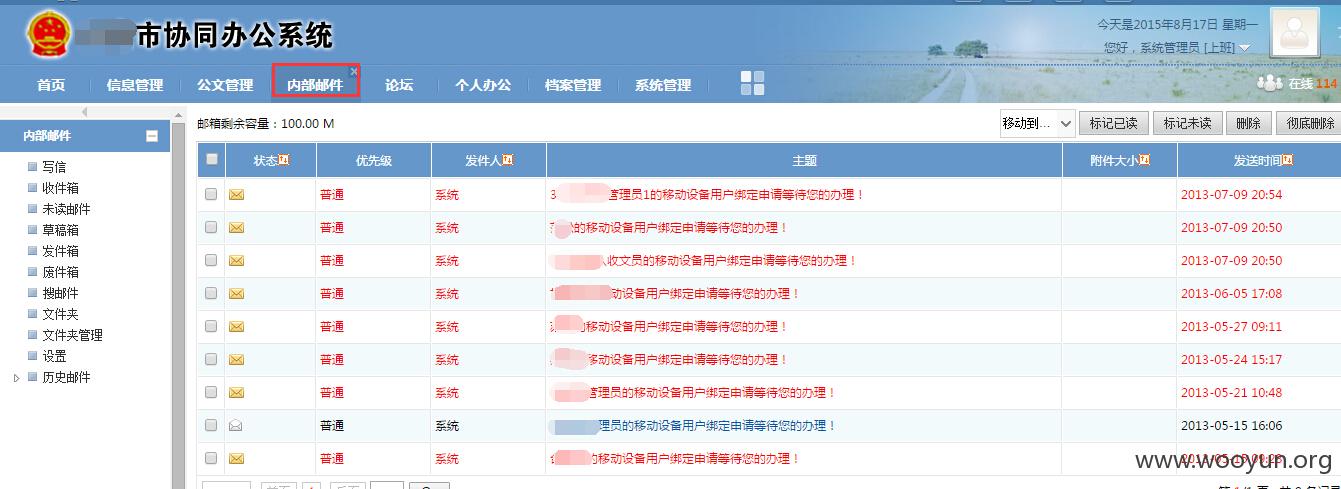 市协同办公系统
今天是2015年8月17日 星期一
您好，系统管理员 [上班]
首页 信息管理 公文管理 内部邮件 论坛 个人办公 档案管理 系统管理
在线 114
内部邮件
写信
收件箱
未读邮件
草稿箱
发件箱
废件箱
搜邮件
文件夹
文件夹管理
设置
历史邮件
邮箱剩余容量：100.00 M
移动到... 标记已读 标记未读 删除 彻底删除
状态 优先级 发件人 主题 附件大小 发送时间
普通 系统 管理员1的移动设备用户绑定申请等待您的办理！ 2013-07-09 20:54
普通 系统 的移动设备用户绑定申请等待您的办理！ 2013-07-09 20:50
普通 系统 收文员的移动设备用户绑定申请等待您的办理！ 2013-07-09 20:50
普通 系统 动设备用户绑定申请等待您的办理！ 2013-06-05 17:08
普通 系统 移动设备用户绑定申请等待您的办理！ 2013-05-27 09:11
普通 系统 移动设备用户绑定申请等待您的办理！ 2013-05-24 15:17
普通 系统 管理员的移动设备用户绑定申请等待您的办理！ 2013-05-21 10:48
普通 系统 理员的移动设备用户绑定申请等待您的办理！ 2013-05-15 16:06
普通 系统 的移动设备用户绑定申请等待您的办理！ 2013-05-15 09:28
www.wooyun.org